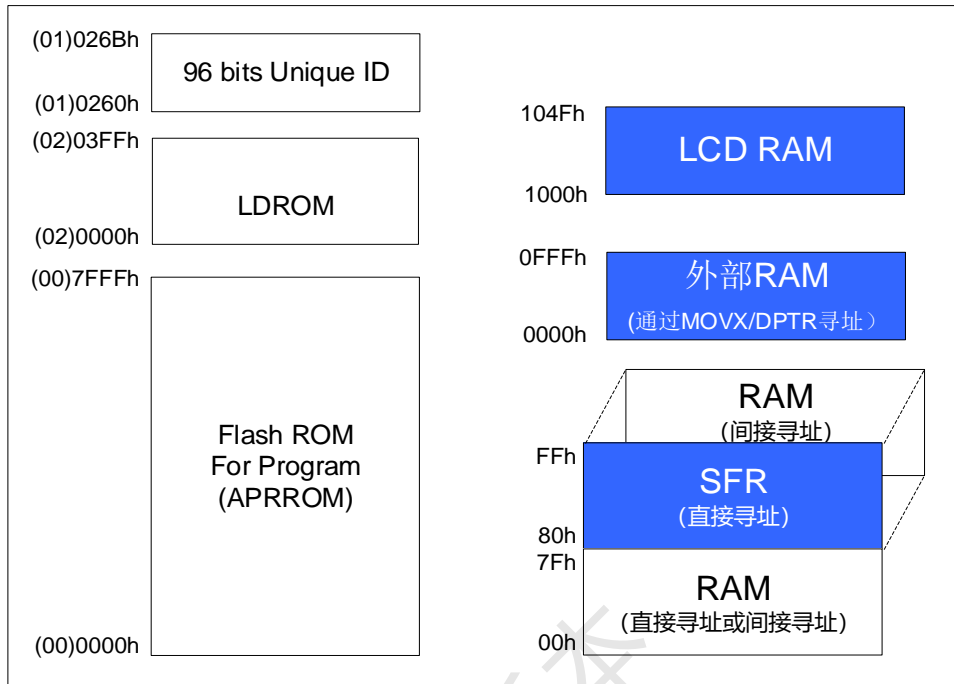 (01)026Bh
96 bits Unique ID
(01)0260h
(02)03FFh
LDROM
(02)0000h
(00)7FFFh
Flash ROM
For Program
(APRROM)
(00)0000h
104Fh
LCD RAM
1000h
0FFFh
外部RAM
(通过MOVX/DPTR寻址）
0000h
RAM
(间接寻址)
FFh
SFR
(直接寻址)
80h
7Fh
RAM
(直接寻址或间接寻址)
00h
本